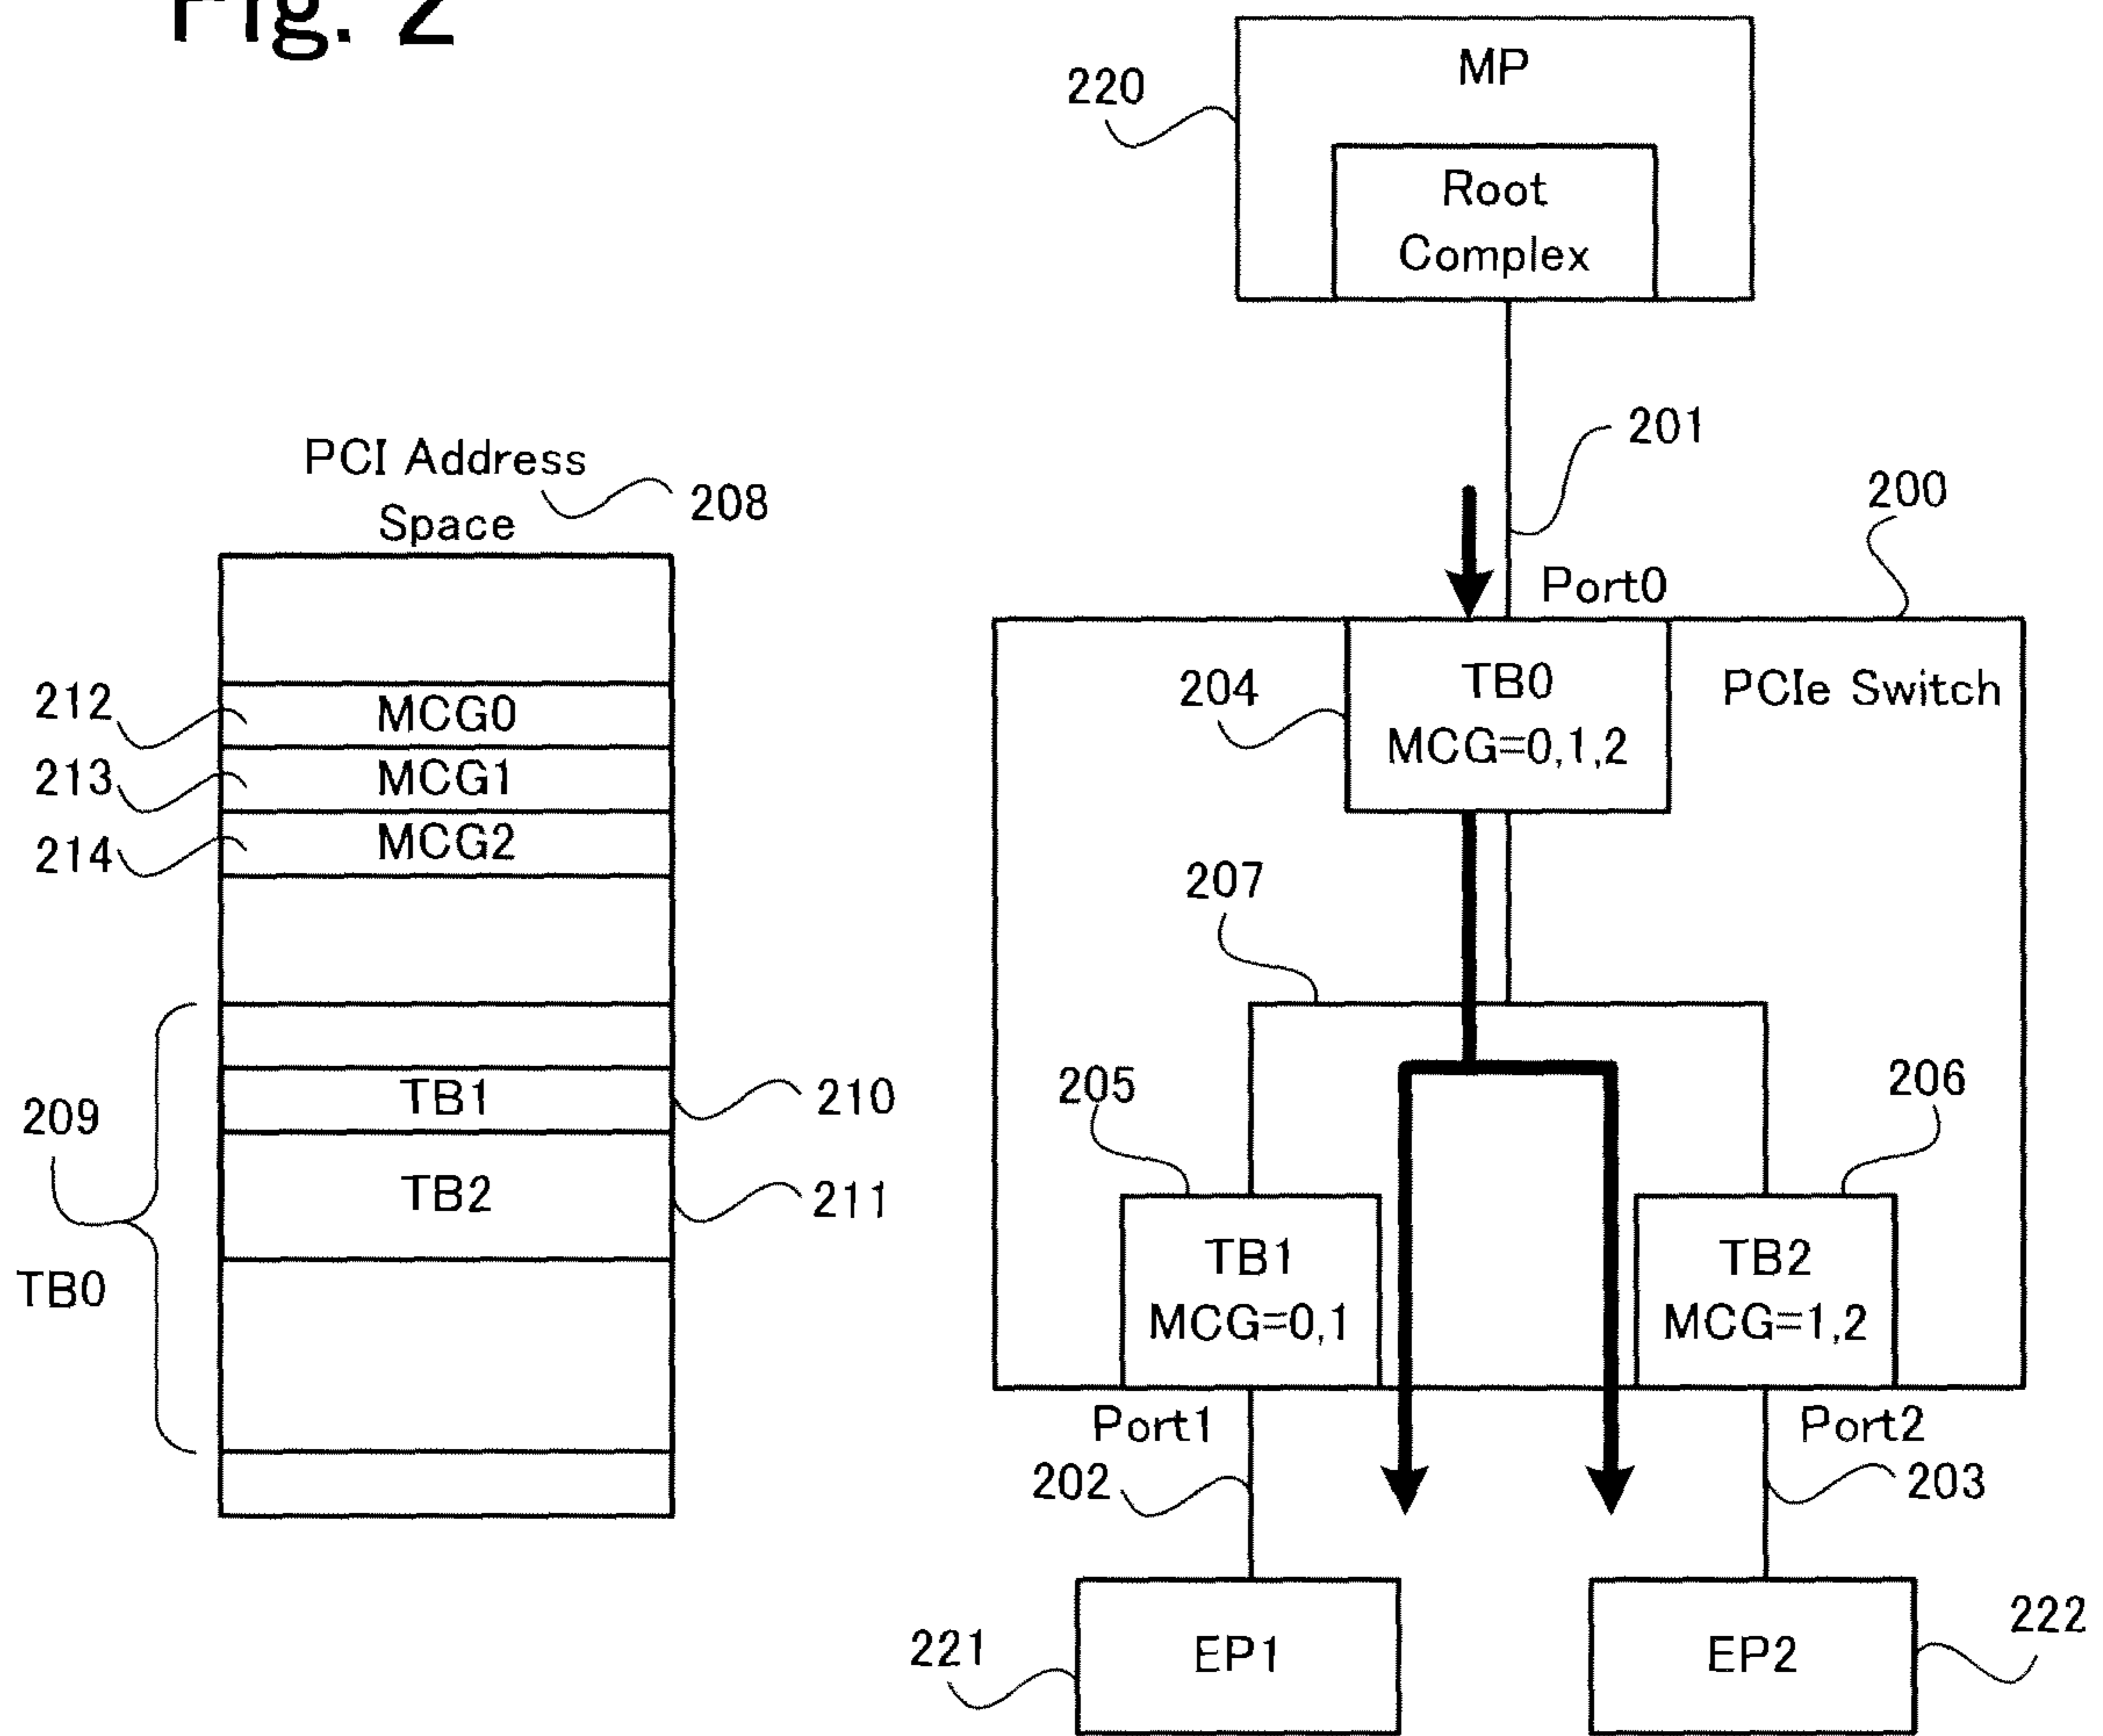 Fig. 2
MP
220
Root
Complex
201
PCI Address
Space
208
200
Port0
212
MCG0
204
TB0
MCG=0,1,2
PCIe Switch
213
MCG1
214
MCG2
207
205
206
209
TB1
210
TB2
211
TB0
TB1
MCG=0,1
TB2
MCG=1,2
Port1
Port2
202
203
221
EP1
EP2
222